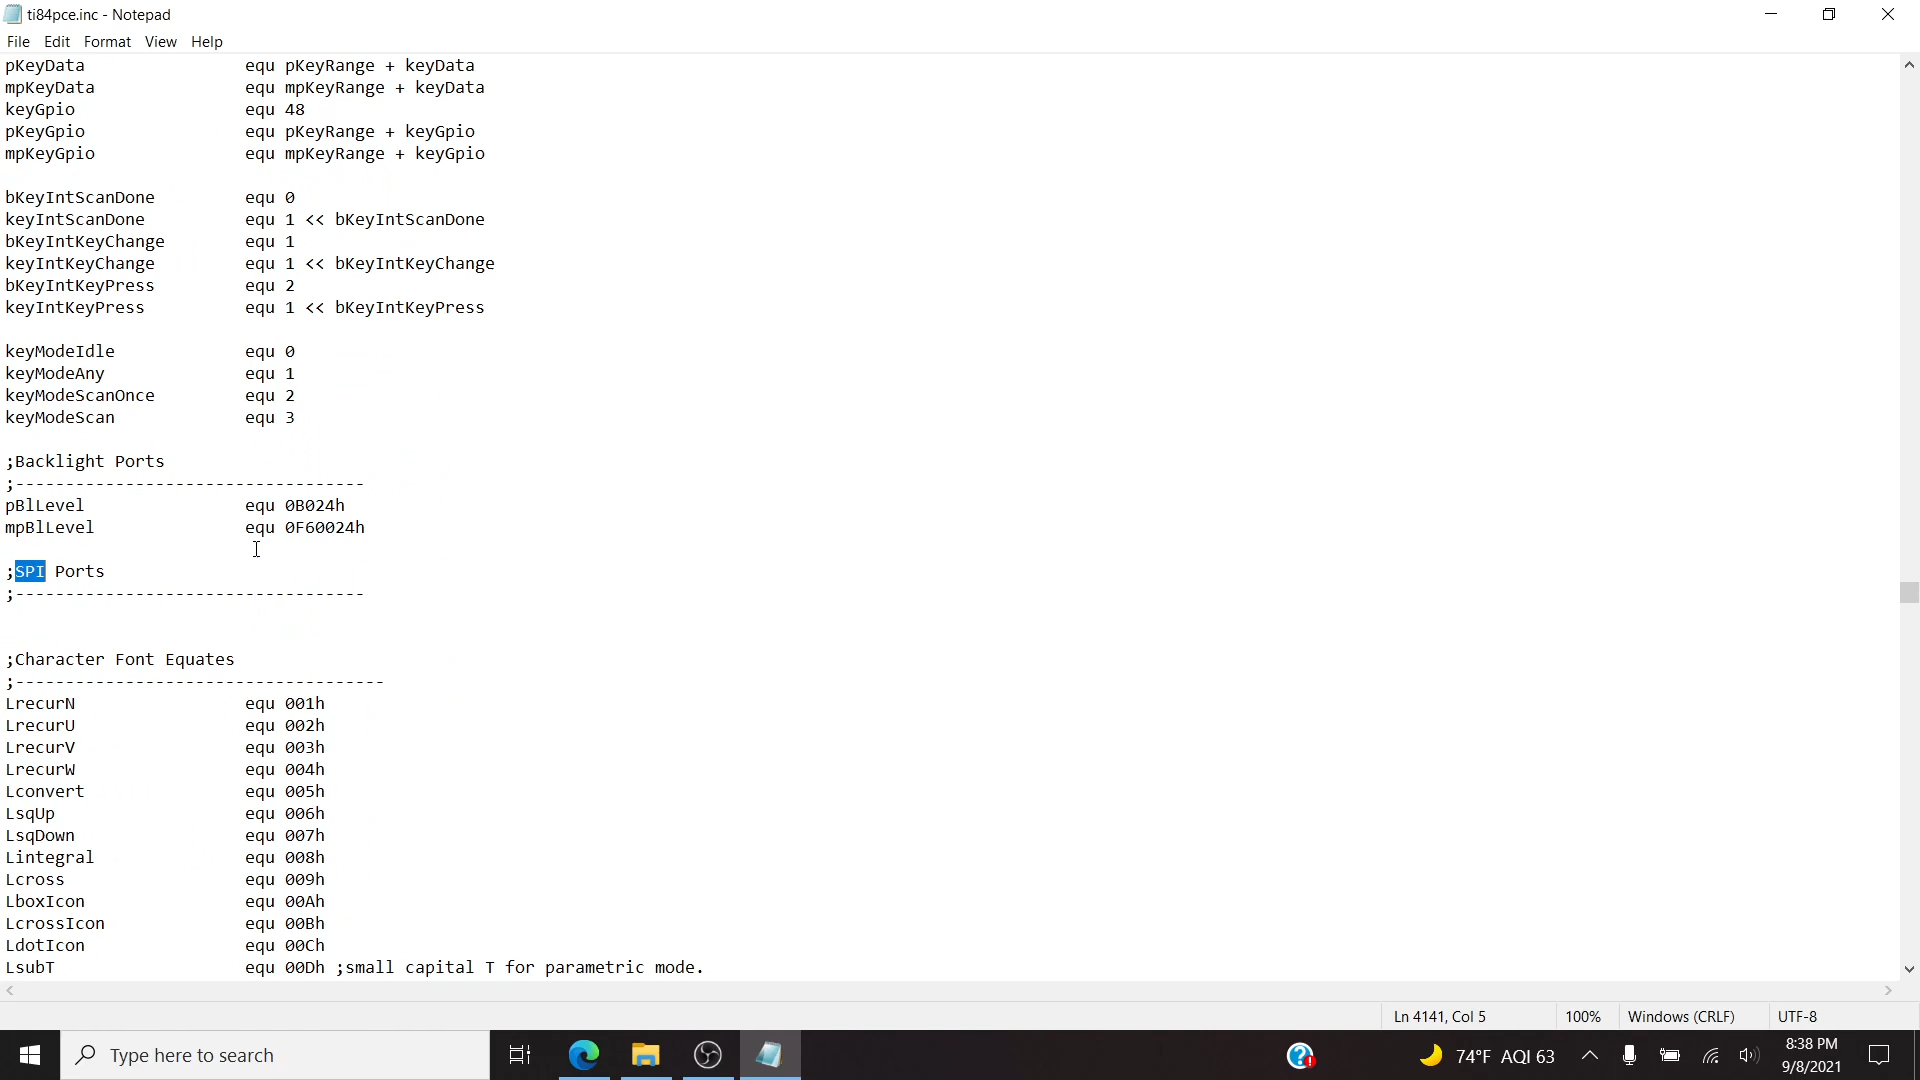 ti84pce.inc - Notepad
File Edit Format View Help
pKeyData equ pKeyRange + keyData
mpKeyData equ mpKeyRange + keyData
keyGpio equ 48
pKeyGpio equ pKeyRange + keyGpio
mpKeyGpio equ mpKeyRange + keyGpio
bKeyIntScanDone equ 0
keyIntScanDone equ 1 << bKeyIntScanDone
bKeyIntKeyChange equ 1
keyIntKeyChange equ 1 << bKeyIntKeyChange
bKeyIntKeyPress equ 2
keyIntKeyPress equ 1 << bKeyIntKeyPress
keyModeIdle equ 0
keyModeAny equ 1
keyModeScanOnce equ 2
keyModeScan equ 3
;Backlight Ports
;-----------------------------------
pBlLevel equ 0B024h
mpBlLevel equ 0F60024h
;SPI Ports
;-----------------------------------
;Character Font Equates
;-------------------------------------
LrecurN equ 001h
LrecurU equ 002h
LrecurV equ 003h
LrecurW equ 004h
Lconvert equ 005h
LsqUp equ 006h
LsqDown equ 007h
Lintegral equ 008h
Lcross equ 009h
LboxIcon equ 00Ah
LcrossIcon equ 00Bh
LdotIcon equ 00Ch
LsubT equ 00Dh ;small capital T for parametric mode.
Ln 4141, Col 5 100% Windows (CRLF) UTF-8
Type here to search
74°F AQI 63
8:38 PM
9/8/2021